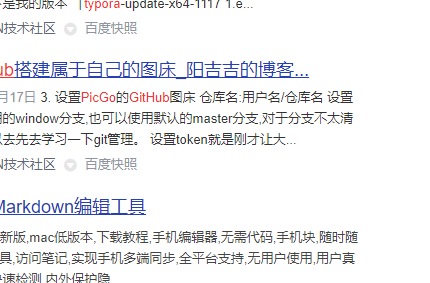 是我的版本 | typora-update-x64-1117 1.e...
N技术社区 百度快照
ub搭建属于自己的图床_阳吉吉的博客...
月17日 3. 设置PicGo的GitHub图床 仓库名:用户名/仓库名 设置
的window分支,也可以使用默认的master分支,对于分支不太清
以去先去学习一下git管理。 设置token就是刚才让大...
N技术社区 百度快照
Markdown编辑工具
新版,mac低版本,下载教程,手机编辑器,无需代码,手机块,随时随
具,访问笔记,实现手机多端同步,全平台支持,无用户使用,用户真
快速检测,内外保护隐